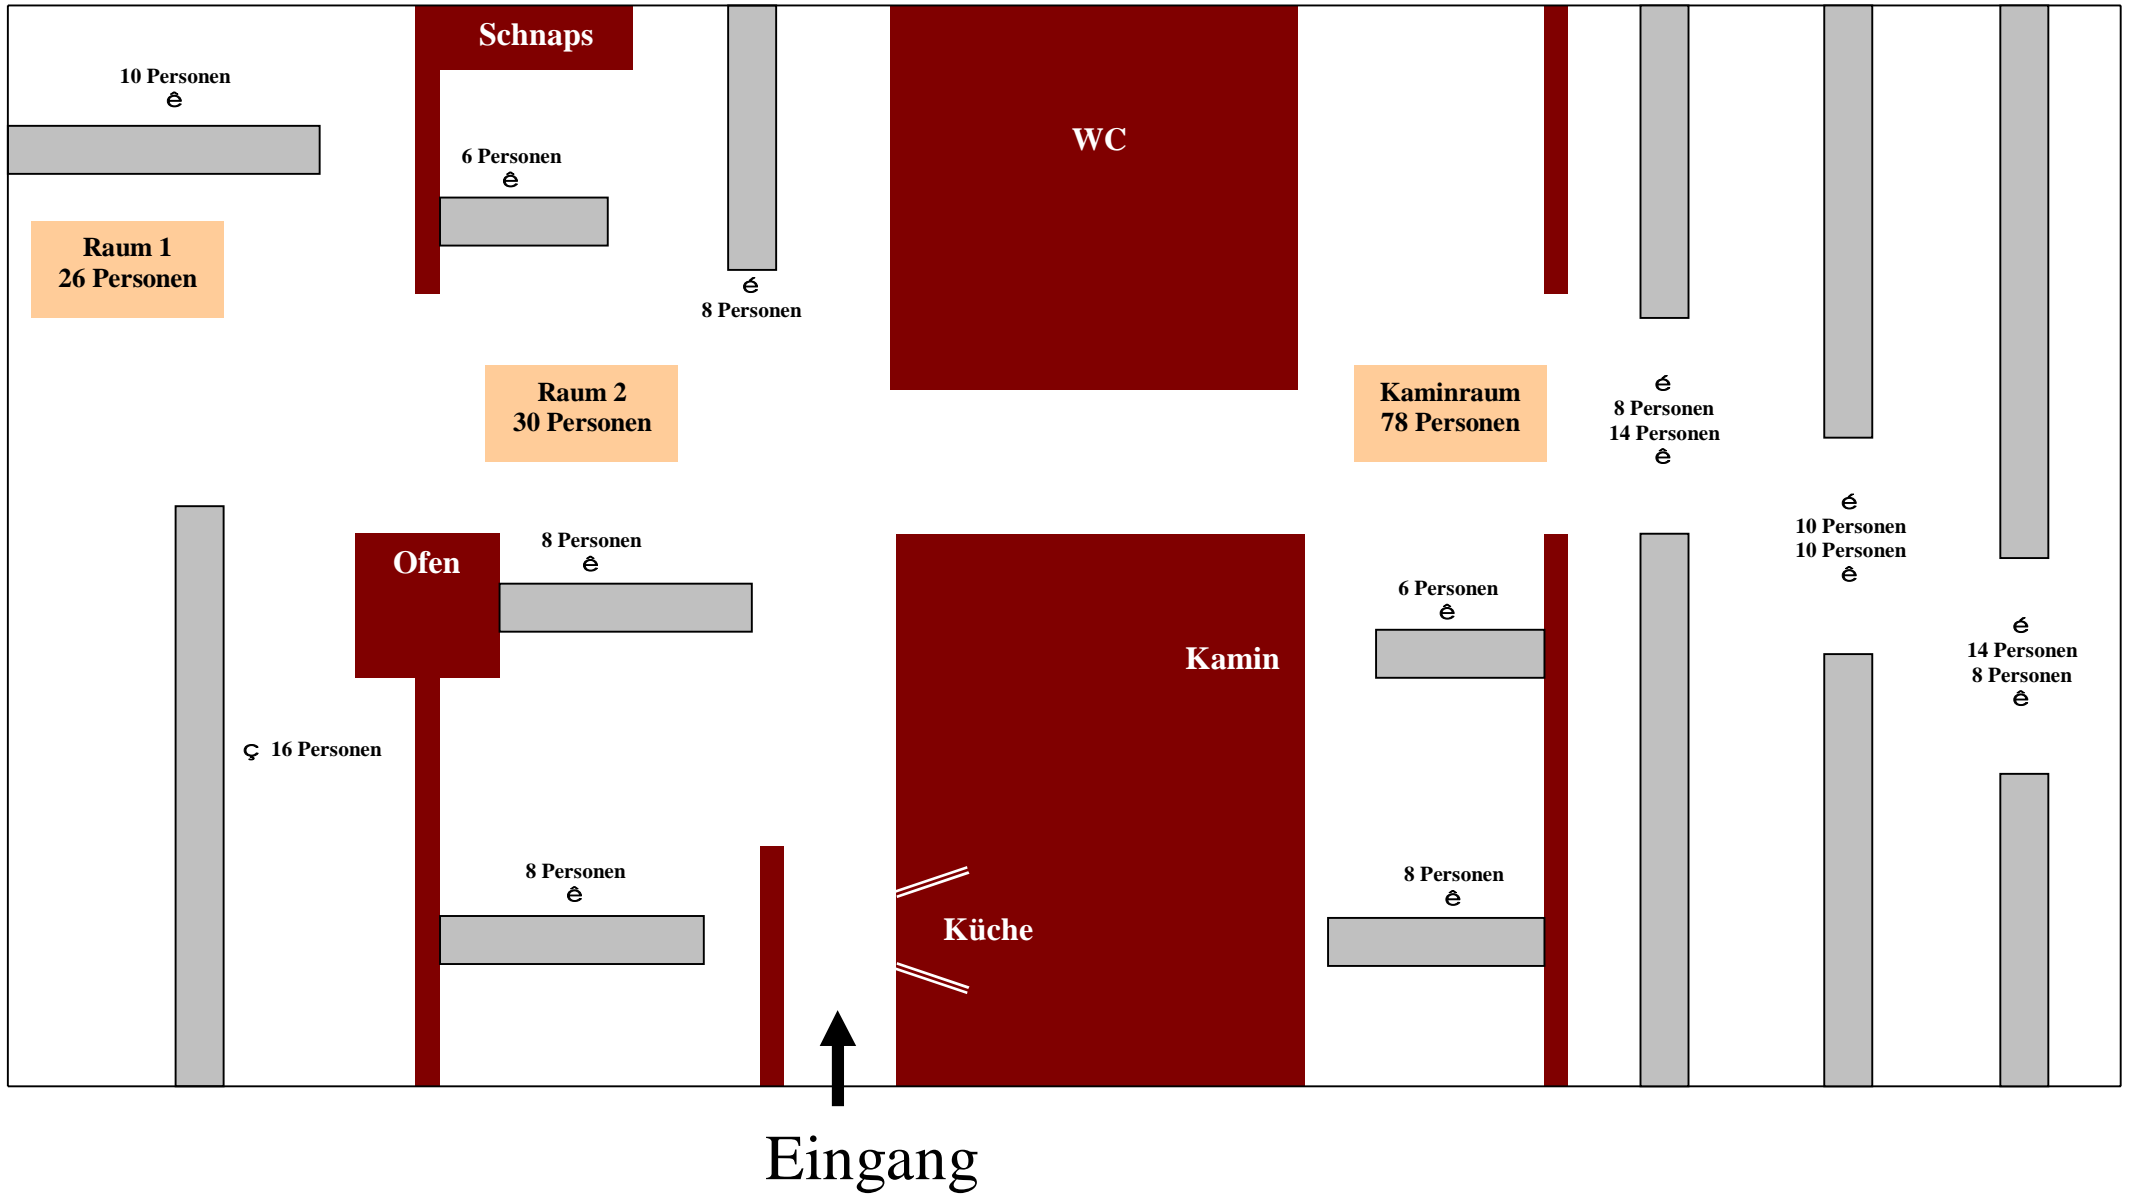 Schnaps
10 Personen
ê
WC
6 Personen
ê
Raum 1
26 Personen
é
8 Personen
Raum 2
30 Personen
Kaminraum
78 Personen
é
8 Personen
14 Personen
ê
é
10 Personen
10 Personen
ê
Ofen
8 Personen
ê
6 Personen
ê
é
14 Personen
8 Personen
ê
Kamin
ç 16 Personen
8 Personen
ê
8 Personen
ê
Küche
Eingang